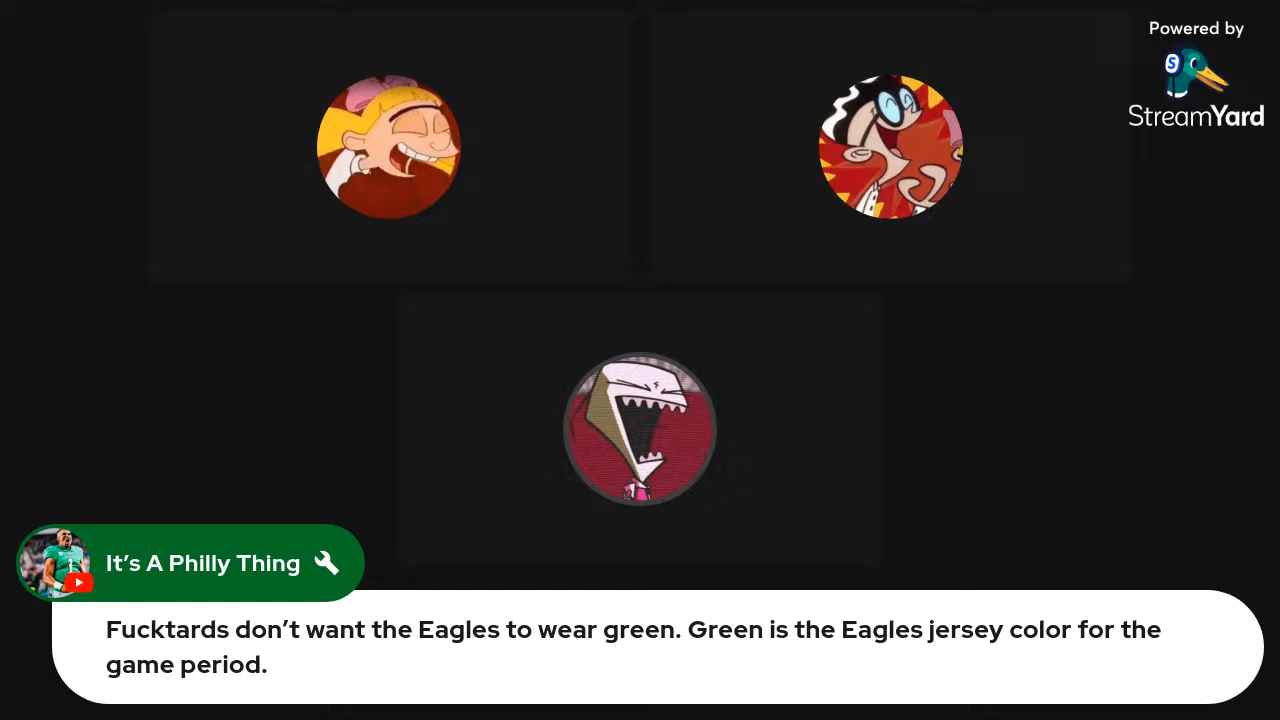 Powered by
StreamYard
It’s A Philly Thing
Fucktards don’t want the Eagles to wear green. Green is the Eagles jersey color for the
game period.